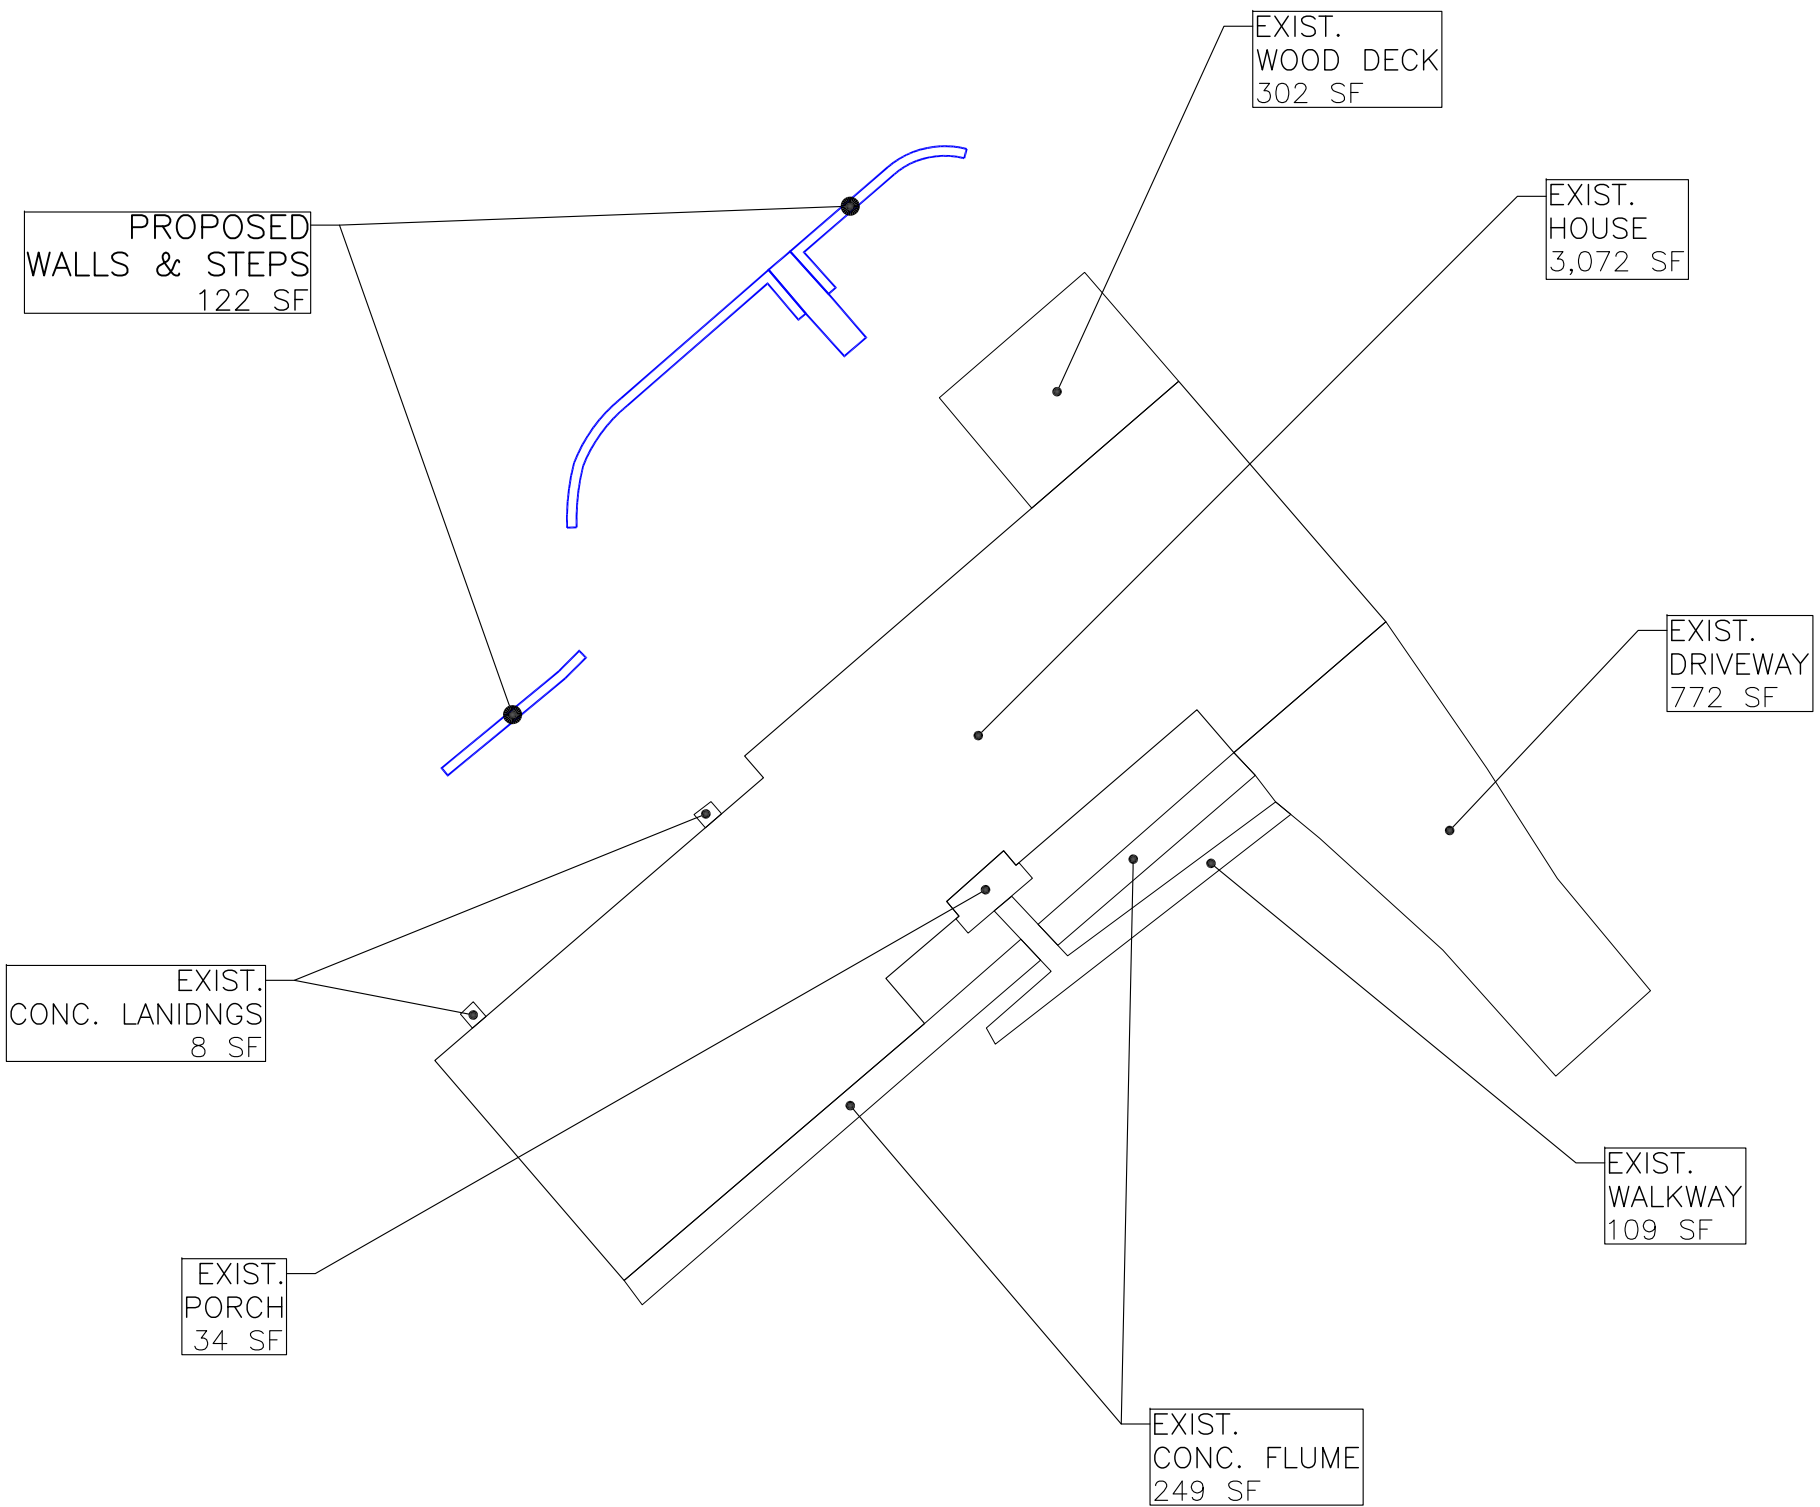 EXIST.
WOOD DECK
302 SF
EXIST.
HOUSE
3,072 SF
PROPOSED
WALLS & STEPS
122 SF
EXIST.
DRIVEWAY
772 SF
EXIST.
CONC. LANIDNGS
8 SF
EXIST.
WALKWAY
109 SF
EXIST.
PORCH
34 SF
EXIST.
CONC. FLUME
249 SF